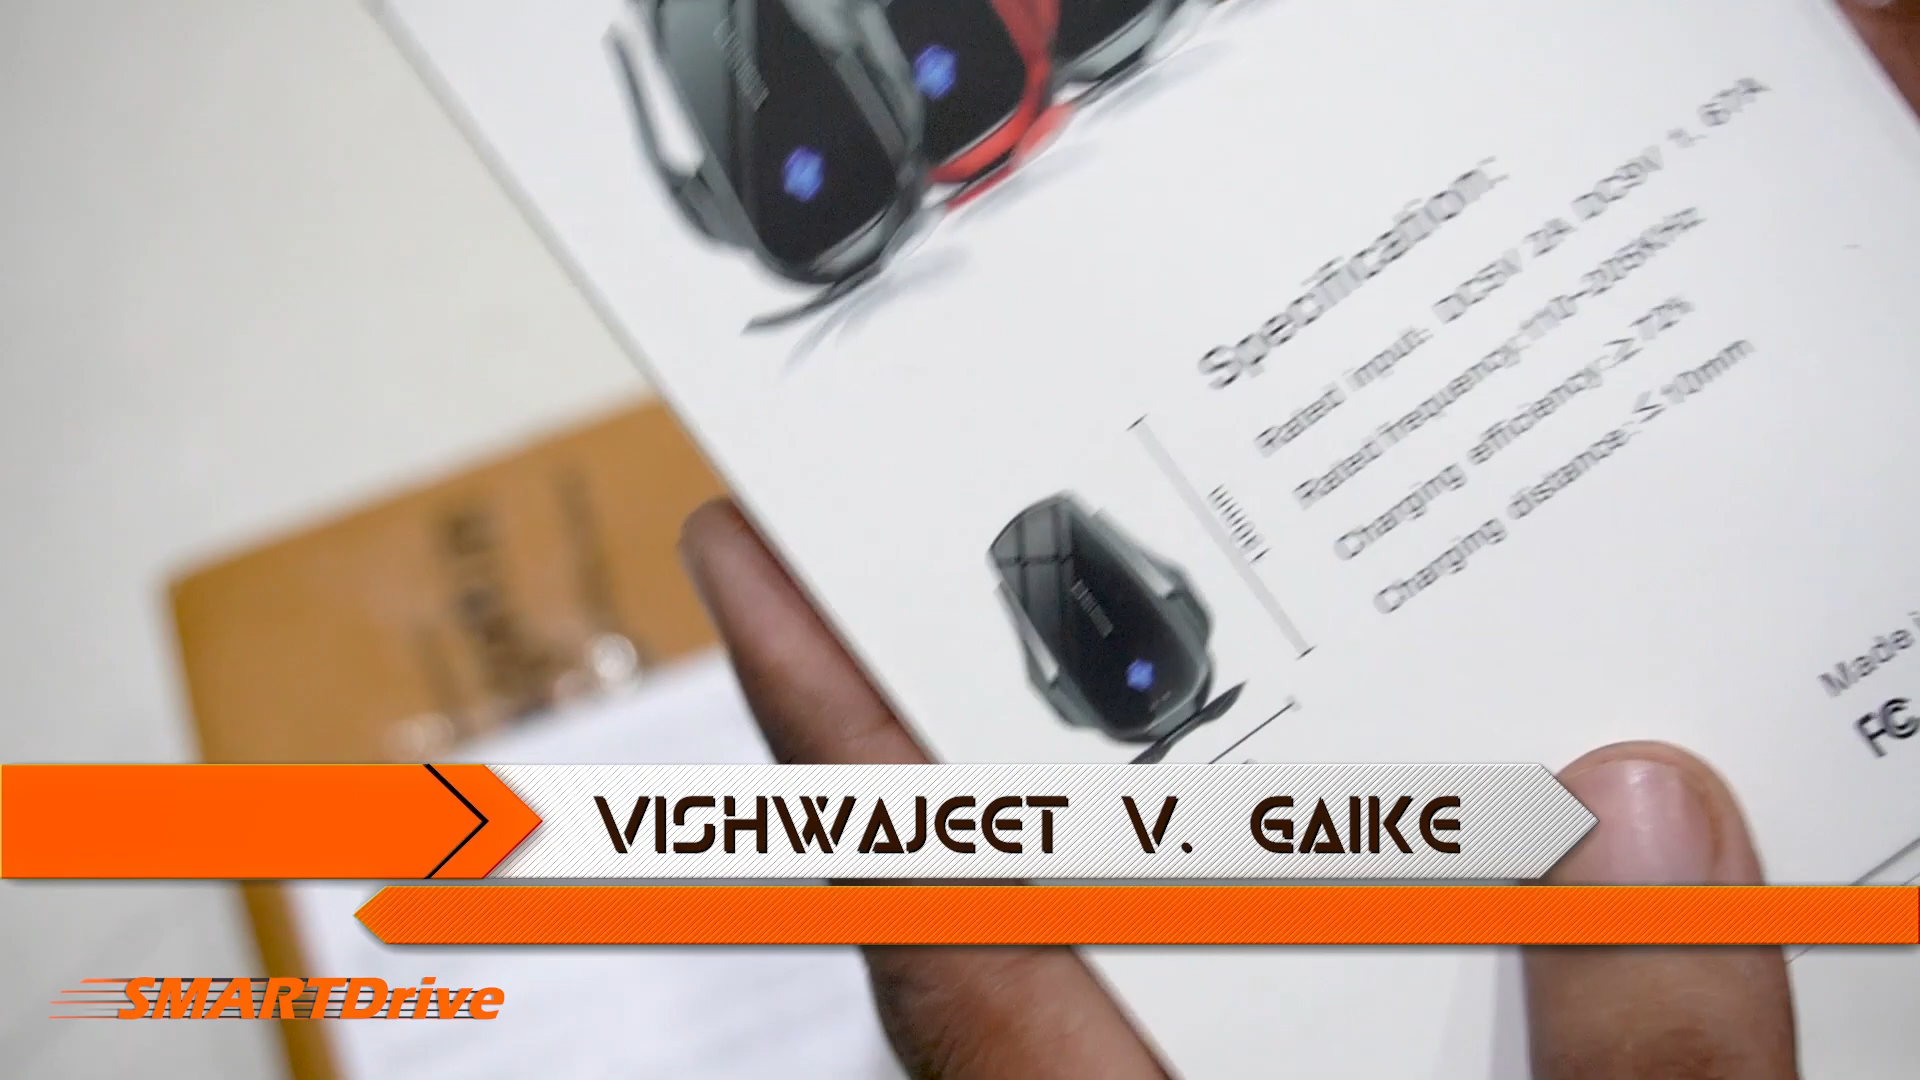 Specification:
Rated input: DC5V 2A DC9V 1.67A
Rated frequency:110-205KHz
Charging efficiency:≥72%
Charging distance:≤10mm
Made
FC
VISHWAJEET V. GAIKE
SMARTDrive